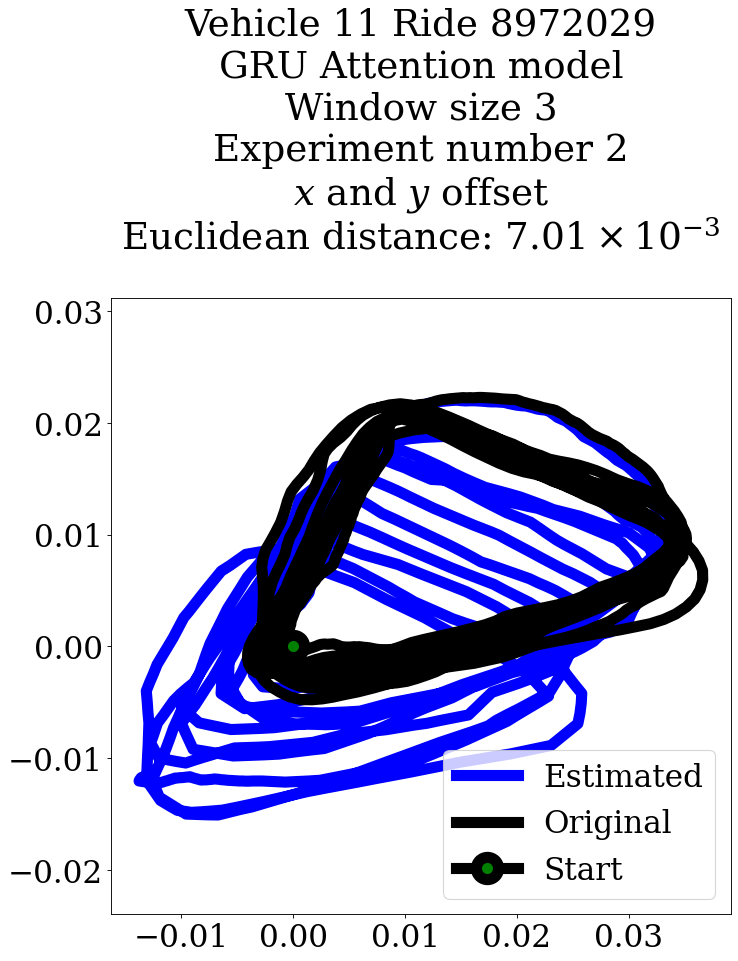 Vehicle 11 Ride 8972029
GRU Attention model
Window size 3
Experiment number 2
x and y offset
Euclidean distance: 7.01 × 10⁻³
0.03
0.02
0.01
0.00
−0.01
−0.02
Estimated
Original
Start
−0.01 0.00 0.01 0.02 0.03